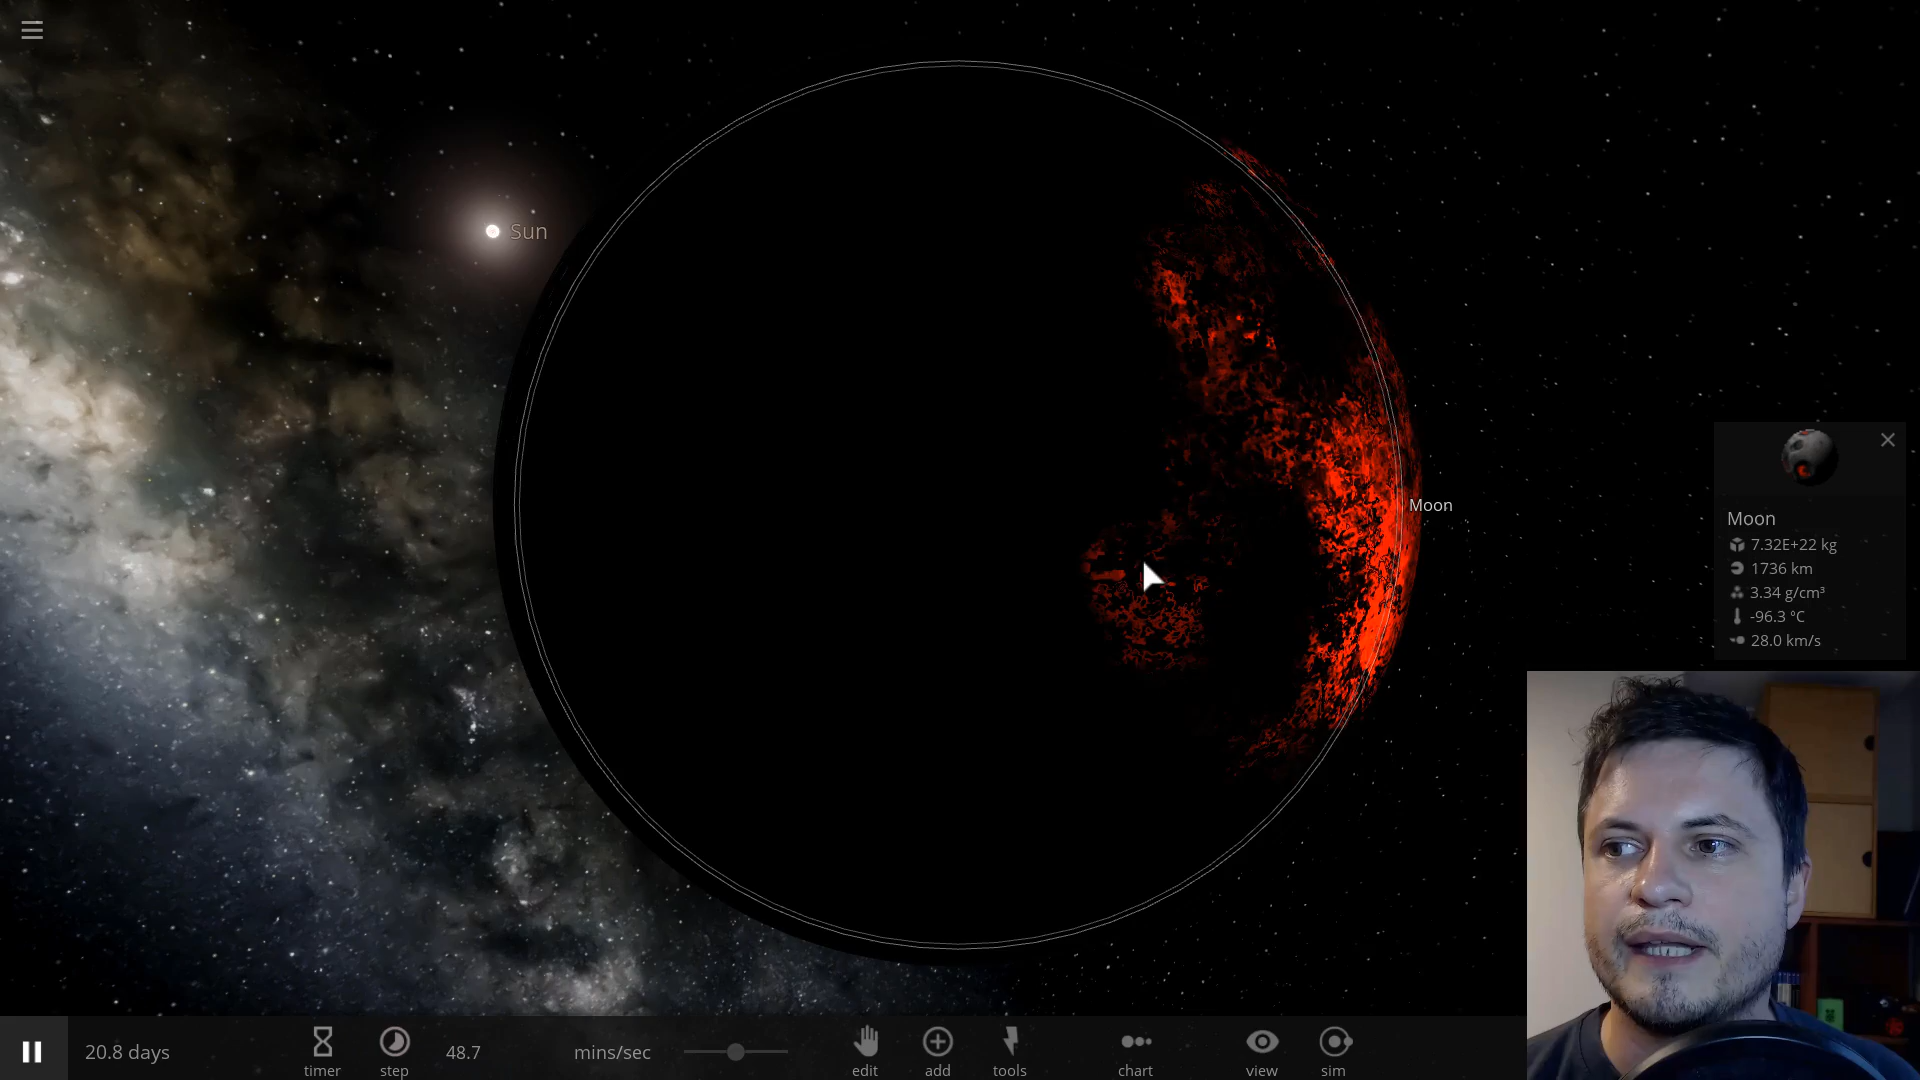 Sun
Moon
Moon
7.32E+22 kg
1736 km
3.34 g/cm³
-96.3 °C
28.0 km/s
20.8 days
timer
step
48.7
mins/sec
edit
add
tools
chart
view
sim